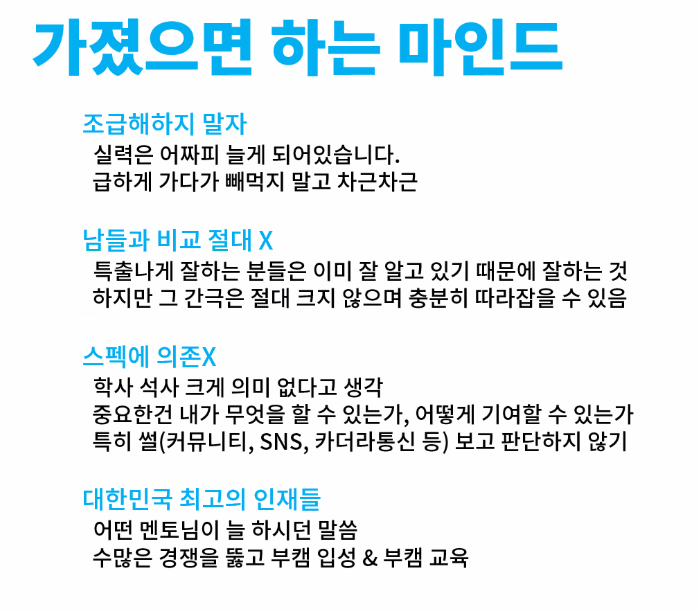 가졌으면 하는 마인드
조급해하지 말자
실력은 어짜피 늘게 되어있습니다.
급하게 가다가 빼먹지 말고 차근차근
남들과 비교 절대 X
특출나게 잘하는 분들은 이미 잘 알고 있기 때문에 잘하는 것
하지만 그 간극은 절대 크지 않으며 충분히 따라잡을 수 있음
스펙에 의존X
학사 석사 크게 의미 없다고 생각
중요한건 내가 무엇을 할 수 있는가, 어떻게 기여할 수 있는가
특히 썰(커뮤니티, SNS, 카더라통신 등) 보고 판단하지 않기
대한민국 최고의 인재들
어떤 멘토님이 늘 하시던 말씀
수많은 경쟁을 뚫고 부캠 입성 & 부캠 교육